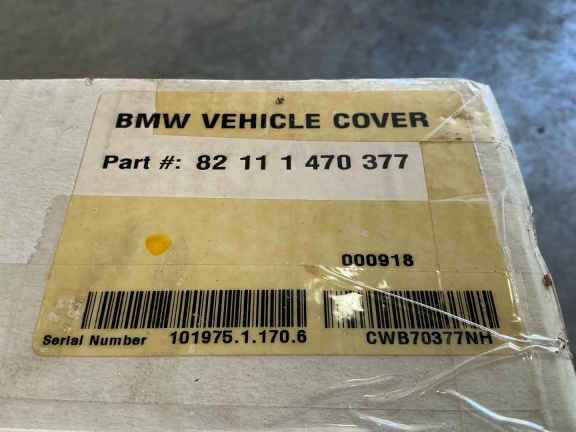 BMW VEHICLE COVER
Part #: 82 11 1 470 377
000918
Serial Number 101975.1.170.6 CWB70377NH